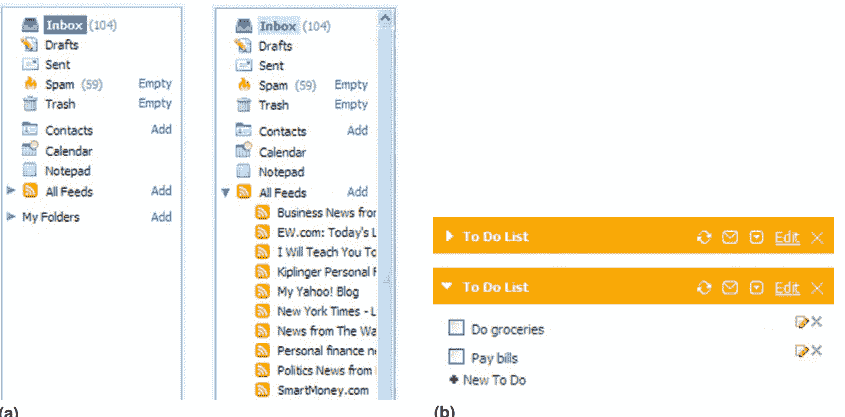 Inbox (104)
Drafts
Sent
Spam (59) Empty
Trash Empty
Contacts Add
Calendar
Notepad
All Feeds Add
My Folders Add
Inbox (104)
Drafts
Sent
Spam (59) Empty
Trash Empty
Contacts Add
Calendar
Notepad
All Feeds Add
Business News from
EW.com: Today's L
I Will Teach You To
Kiplinger Personal F
My Yahoo! Blog
New York Times - L
News from The Wa
Personal finance n
Politics News from
SmartMoney.com
(a)
To Do List Edit
To Do List Edit
Do groceries
Pay bills
New To Do
(b)